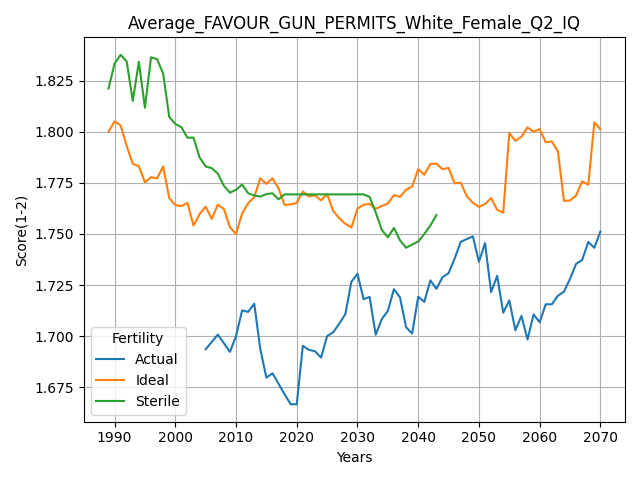 Average_FAVOUR_GUN_PERMITS_White_Female_Q2_IQ
Score(1-2)
1.825
1.800
1.775
1.750
1.725
1.700
1.675
Fertility
Actual
Ideal
Sterile
1990 2000 2010 2020 2030 2040 2050 2060 2070
Years